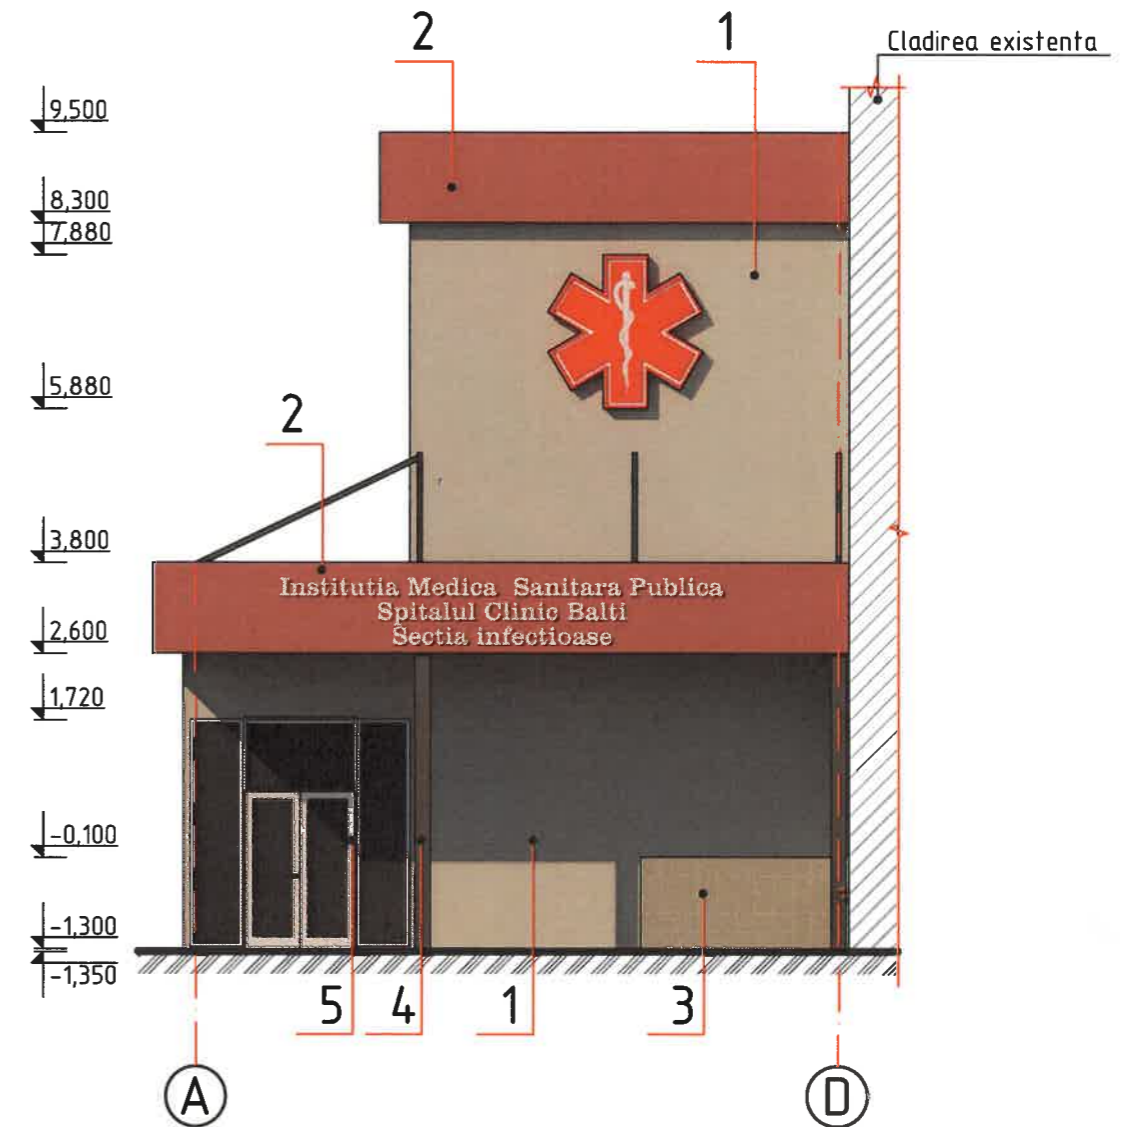 2
1
Cladirea existenta
9,500
8,300
7,880
5,880
2
3,800
Institutia Medica Sanitara Publica
Spitalul Clinic Balti
Sectia infectioase
2,600
1,720
-0,100
-1,300
-1,350
5
4
1
3
A
D